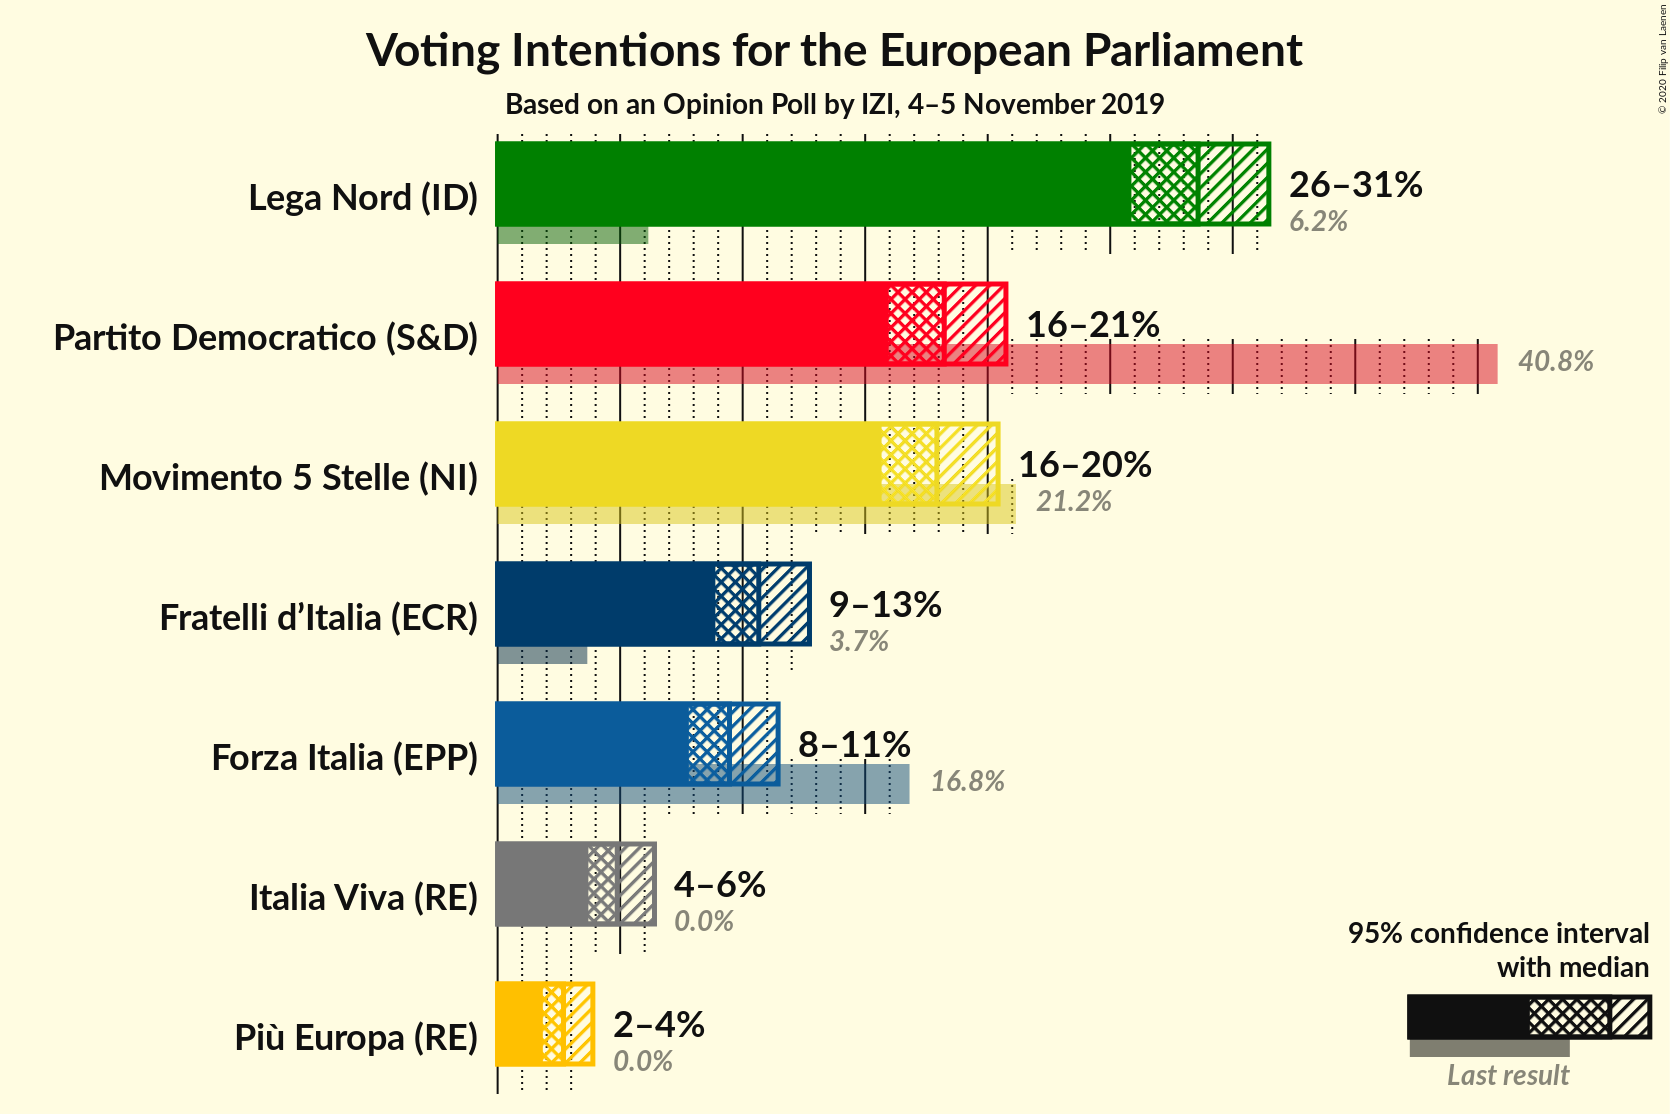 Voting Intentions for the European Parliament
Based on an Opinion Poll by IZI, 4–5 November 2019
© 2020 Filip van Laenen
Lega Nord (ID)
26–31%
6.2%
Partito Democratico (S&D)
16–21%
40.8%
Movimento 5 Stelle (NI)
16–20%
21.2%
Fratelli d’Italia (ECR)
9–13%
3.7%
Forza Italia (EPP)
8–11%
16.8%
Italia Viva (RE)
4–6%
0.0%
Più Europa (RE)
2–4%
0.0%
95% confidence interval
with median
Last result